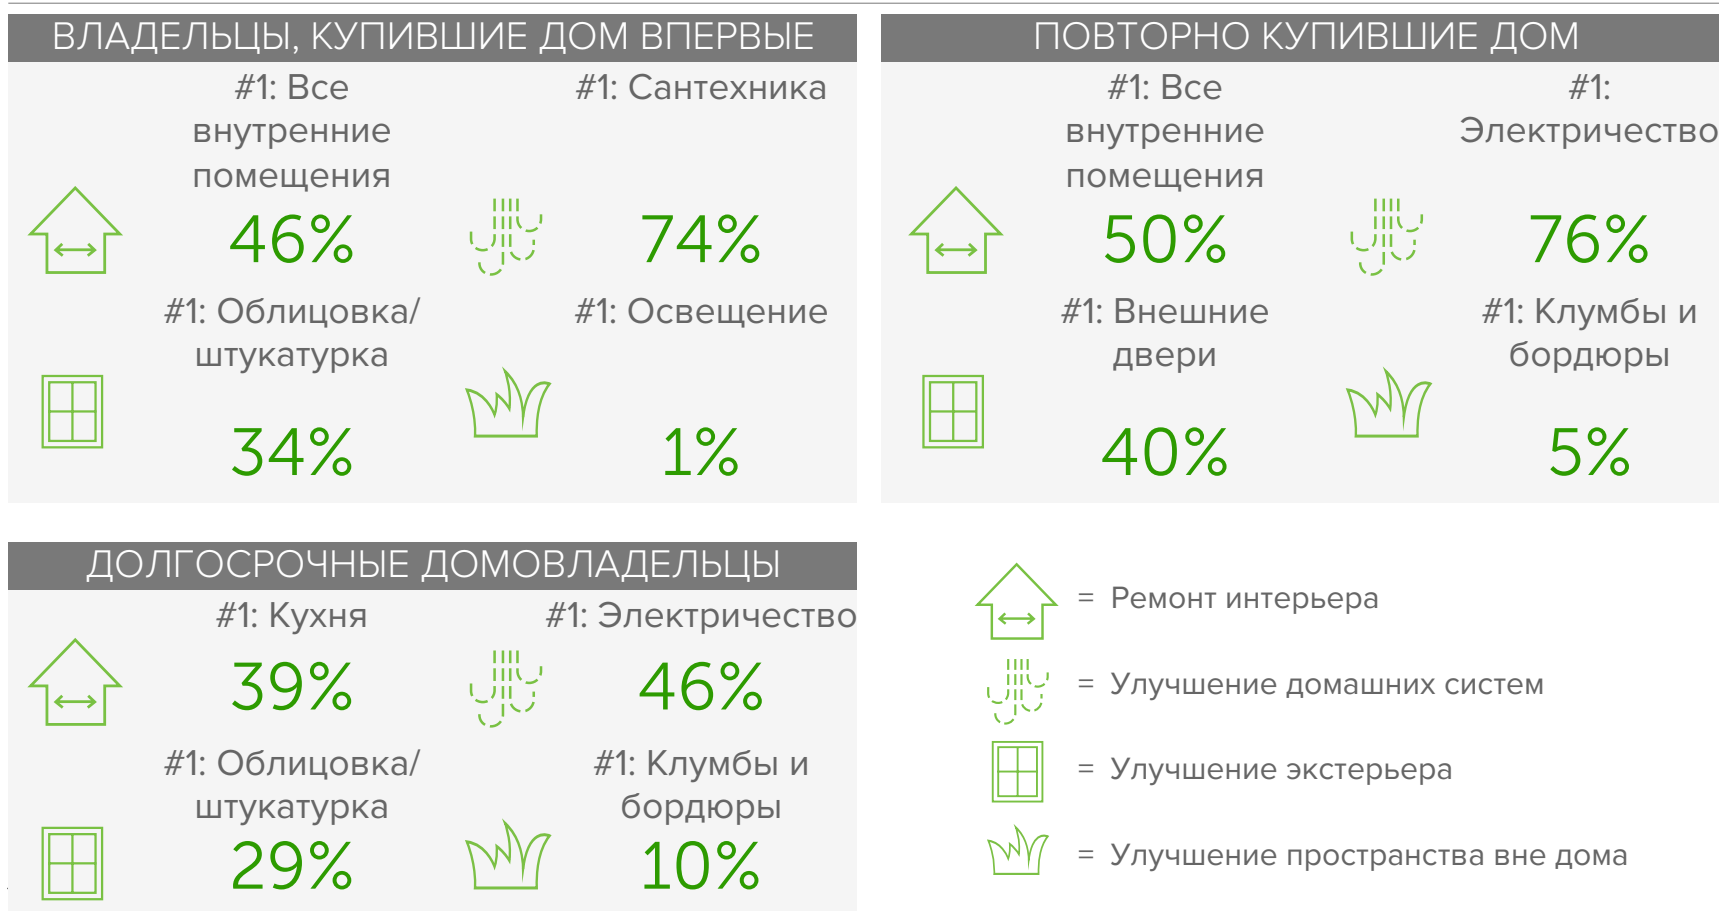 ВЛАДЕЛЬЦЫ, КУПИВШИЕ ДОМ ВПЕРВЫЕ
#1: Все
внутренние
помещения
46%
#1: Сантехника
74%
#1: Облицовка/
штукатурка
34%
#1: Освещение
1%
ПОВТОРНО КУПИВШИЕ ДОМ
#1: Все
внутренние
помещения
50%
#1:
Электричество
76%
#1: Внешние
двери
40%
#1: Клумбы и
бордюры
5%
ДОЛГОСРОЧНЫЕ ДОМОВЛАДЕЛЬЦЫ
#1: Кухня
39%
#1: Электричество
46%
#1: Облицовка/
штукатурка
29%
#1: Клумбы и
бордюры
10%
= Ремонт интерьера
= Улучшение домашних систем
= Улучшение экстерьера
= Улучшение пространства вне дома